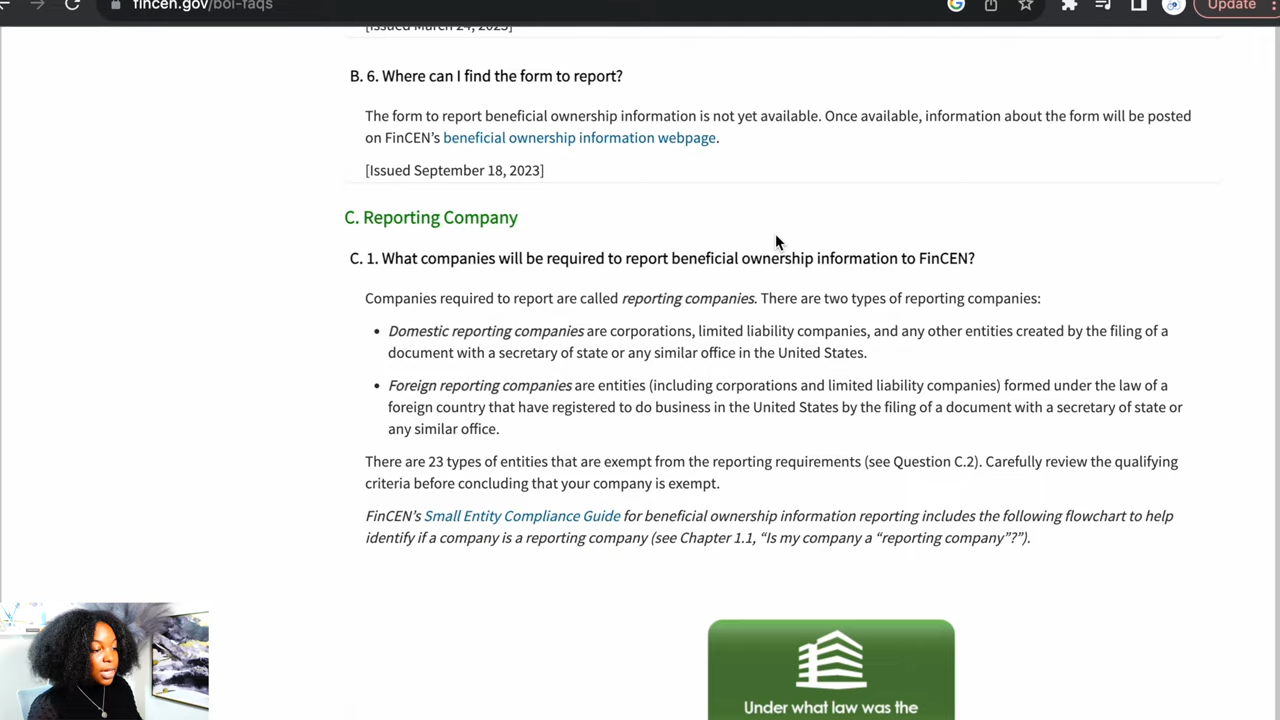 fincen.gov/boi-faqs
Update
[Issued March 24, 2023]
B. 6. Where can I find the form to report?
The form to report beneficial ownership information is not yet available. Once available, information about the form will be posted
on FinCEN’s beneficial ownership information webpage.
[Issued September 18, 2023]
C. Reporting Company
C. 1. What companies will be required to report beneficial ownership information to FinCEN?
Companies required to report are called reporting companies. There are two types of reporting companies:
• Domestic reporting companies are corporations, limited liability companies, and any other entities created by the filing of a
document with a secretary of state or any similar office in the United States.
• Foreign reporting companies are entities (including corporations and limited liability companies) formed under the law of a
foreign country that have registered to do business in the United States by the filing of a document with a secretary of state or
any similar office.
There are 23 types of entities that are exempt from the reporting requirements (see Question C.2). Carefully review the qualifying
criteria before concluding that your company is exempt.
FinCEN’s Small Entity Compliance Guide for beneficial ownership information reporting includes the following flowchart to help
identify if a company is a reporting company (see Chapter 1.1, “Is my company a “reporting company”?”).
Under what law was the